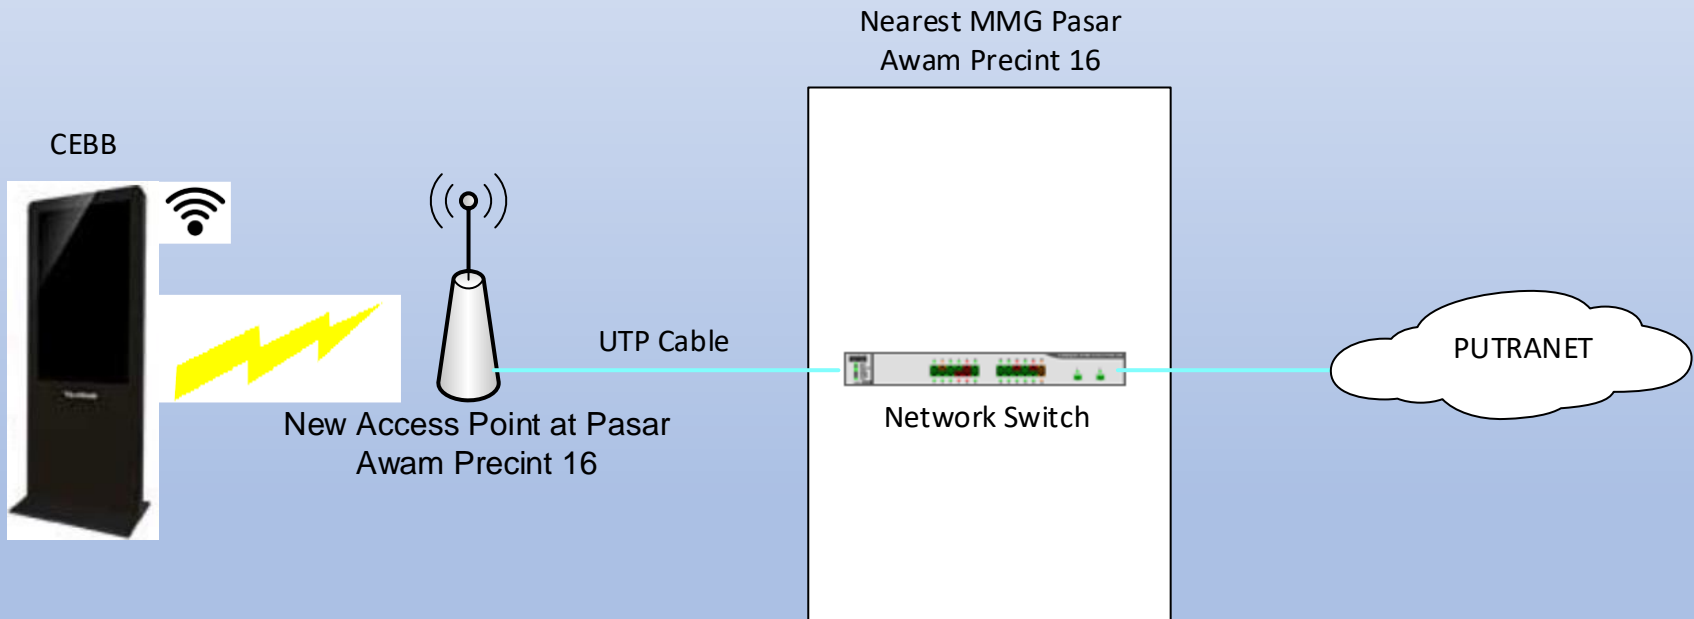 Nearest MMG Pasar
Awam Precint 16
CEBB
UTP Cable
New Access Point at Pasar
Awam Precint 16
Network Switch
PUTRANET